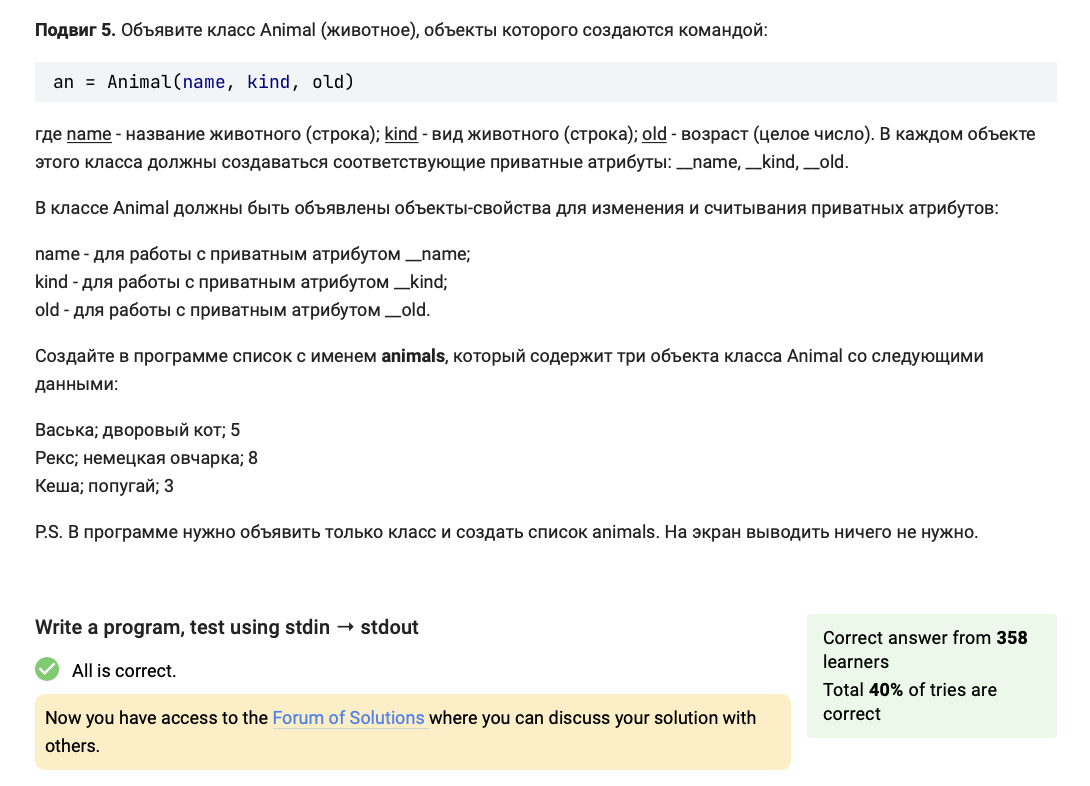 Подвиг 5. Объявите класс Animal (животное), объекты которого создаются командой:
an = Animal(name, kind, old)
где name - название животного (строка); kind - вид животного (строка); old - возраст (целое число). В каждом объекте
этого класса должны создаваться соответствующие приватные атрибуты: __name, __kind, __old.
В классе Animal должны быть объявлены объекты-свойства для изменения и считывания приватных атрибутов:
name - для работы с приватным атрибутом __name;
kind - для работы с приватным атрибутом __kind;
old - для работы с приватным атрибутом __old.
Создайте в программе список с именем animals, который содержит три объекта класса Animal со следующими
данными:
Васька; дворовый кот; 5
Рекс; немецкая овчарка; 8
Кеша; попугай; 3
P.S. В программе нужно объявить только класс и создать список animals. На экран выводить ничего не нужно.
Write a program, test using stdin → stdout
All is correct.
Now you have access to the Forum of Solutions where you can discuss your solution with
others.
Correct answer from 358
learners
Total 40% of tries are
correct